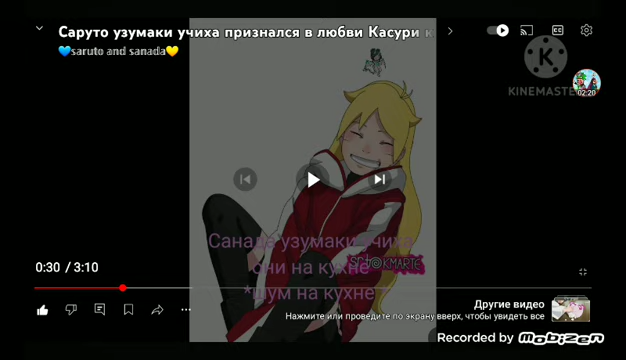 Саруто узумаки учиха признался в любви Касури к
💙saruto and sanada💛
KINEMASTE
02:20
Санада узумаки учиха
они на кухне
*шум на кухне
0:30 / 3:10
Другие видео
Нажмите или проведите по экрану вверх, чтобы увидеть все
Recorded by MOBIZEN